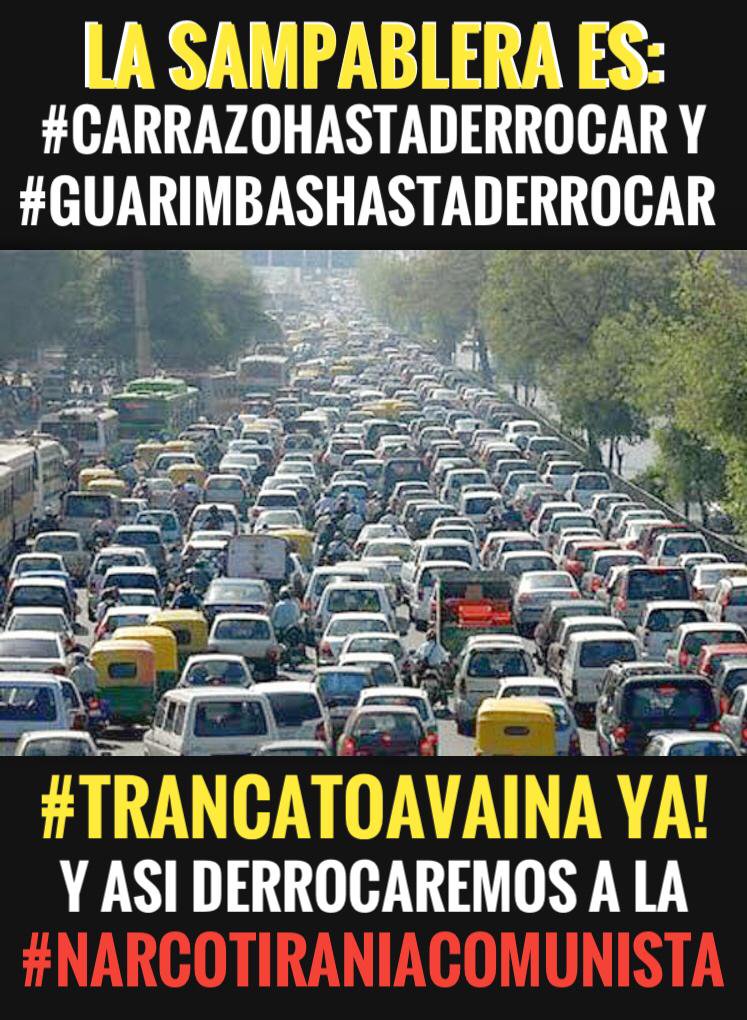 LA SAMPABLERA ES:
#CARRAZOHASTADERROCAR Y
#GUARIMBASHASTADERROCAR
#TRANCATOAVAINA YA!
Y ASI DERROCAREMOS A LA
#NARCOTIRANIACOMUNISTA